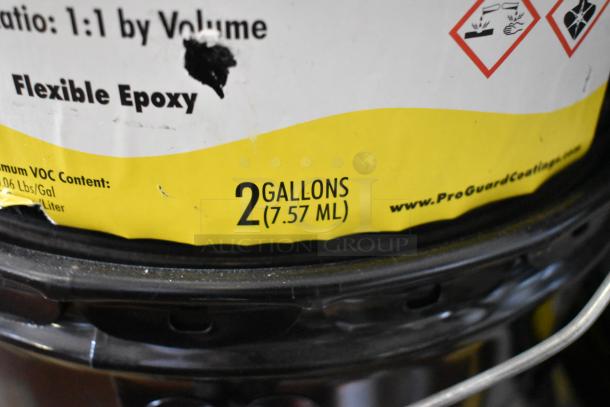 atio: 1:1 by Volume
Flexible Epoxy
mum VOC Content:
.06 Lbs/Gal
/Liter
2 GALLONS
(7.57 ML)
www.ProGuardCoatings.com
AUCTION GROUP